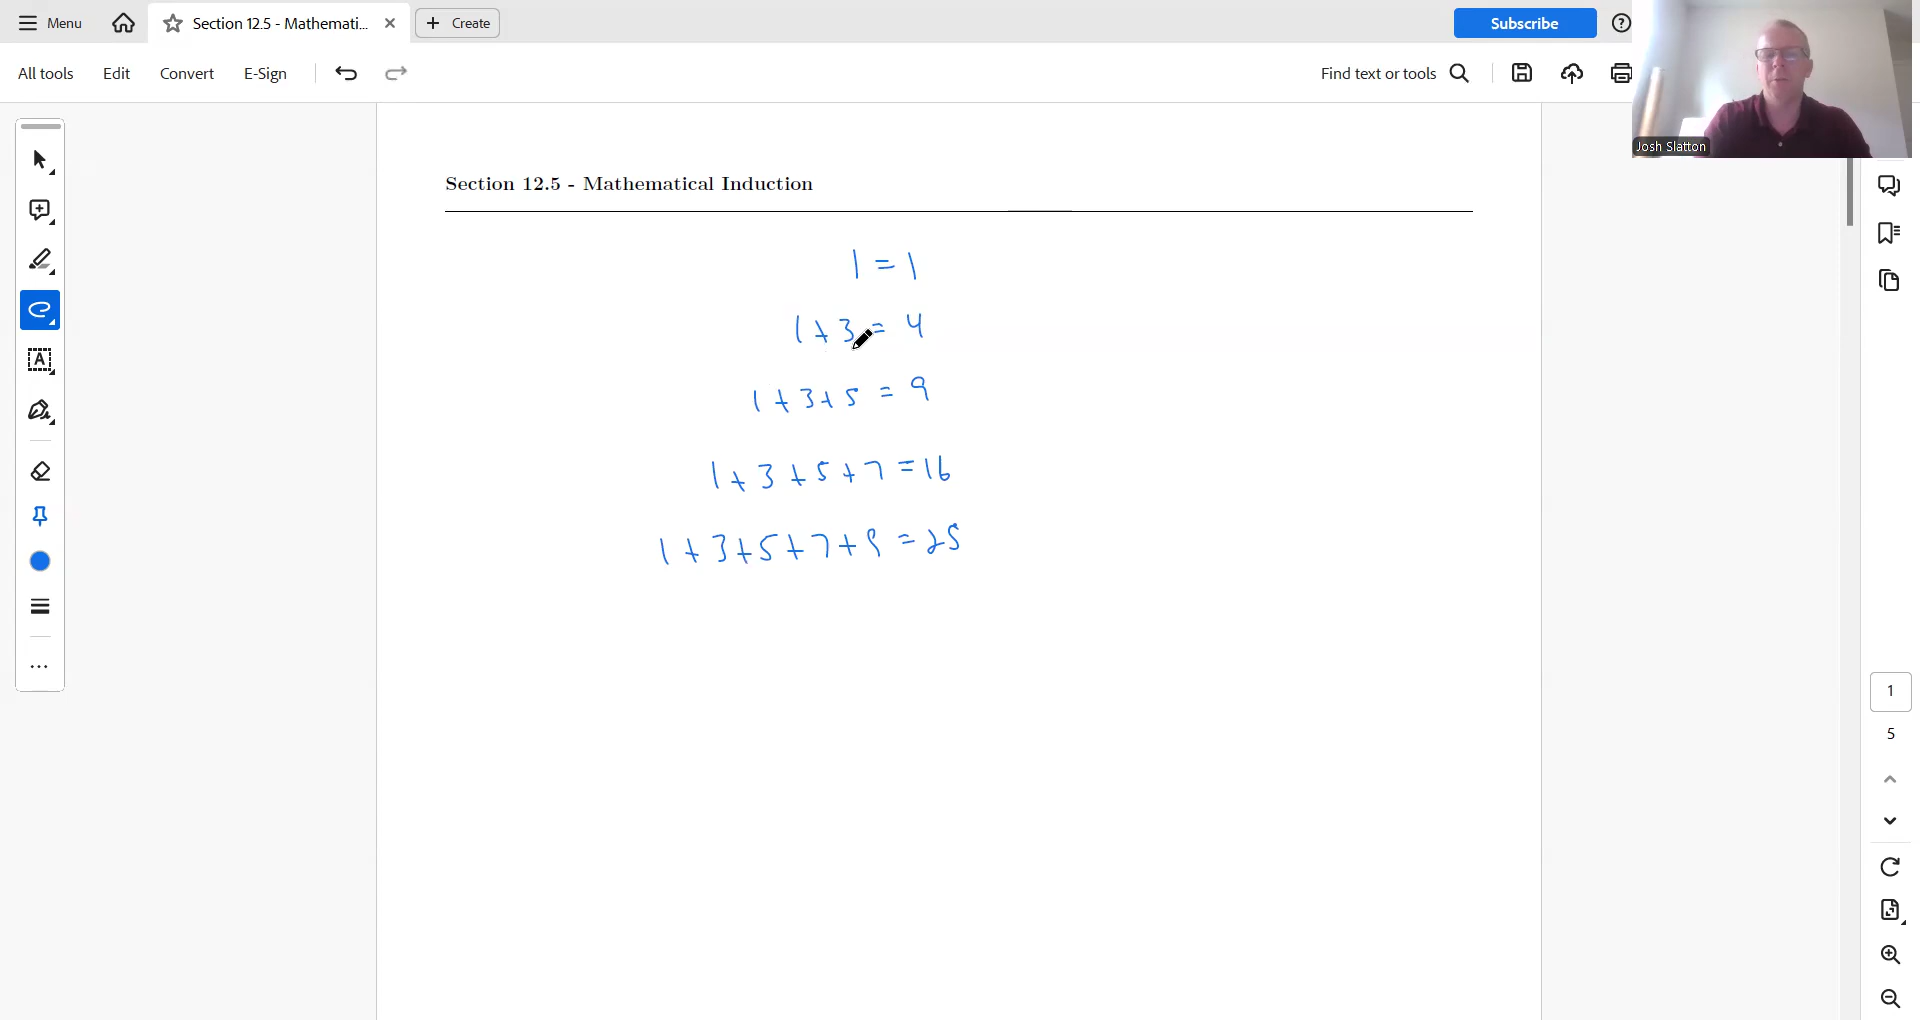 Menu
Section 12.5 - Mathemati...
Create
Subscribe
All tools
Edit
Convert
E-Sign
Find text or tools
Josh Slatton
Section 12.5 - Mathematical Induction
1 = 1
1 + 3 = 4
1 + 3 + 5 = 9
1 + 3 + 5 + 7 = 16
1 + 3 + 5 + 7 + 9 = 25
1
5